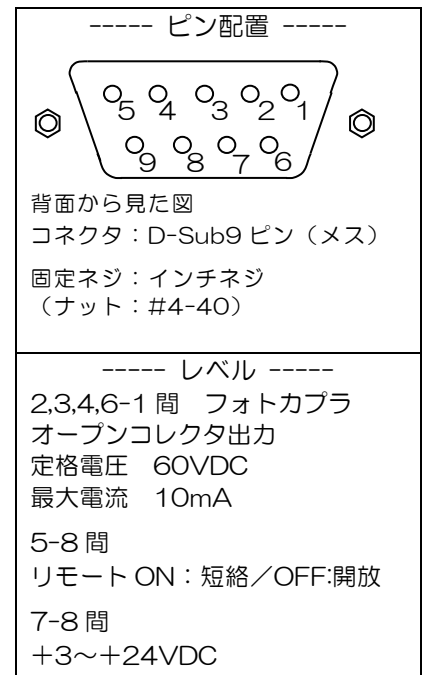 ----- ピン配置 -----
5 4 3 2 1
9 8 7 6
背面から見た図
コネクタ：D-Sub9 ピン（メス）
固定ネジ：インチネジ
（ナット：#4-40）
----- レベル -----
2,3,4,6-1 間　フォトカプラ
オープンコレクタ出力
定格電圧　60VDC
最大電流　10mA
5-8 間
リモート ON：短絡／OFF:開放
7-8 間
＋3～＋24VDC